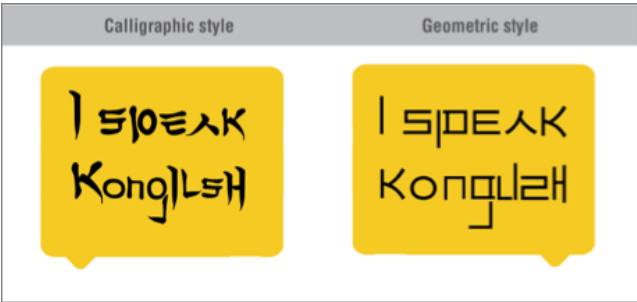 Calligraphic style
Geometric style
I speak
Konglish
I speak
Konglish